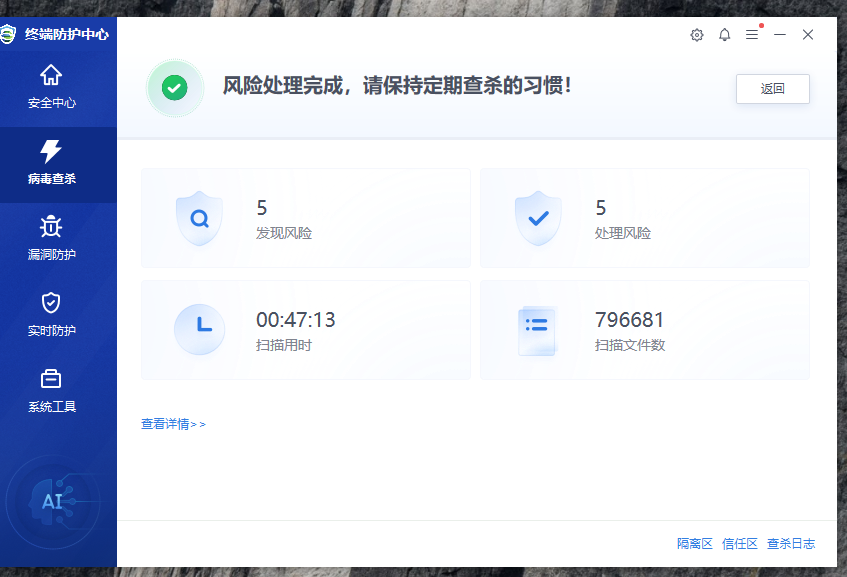 终端防护中心
安全中心
病毒查杀
漏洞防护
实时防护
系统工具
AI
风险处理完成，请保持定期查杀的习惯！
返回
5
发现风险
5
处理风险
00:47:13
扫描用时
796681
扫描文件数
查看详情>>
隔离区 信任区 查杀日志